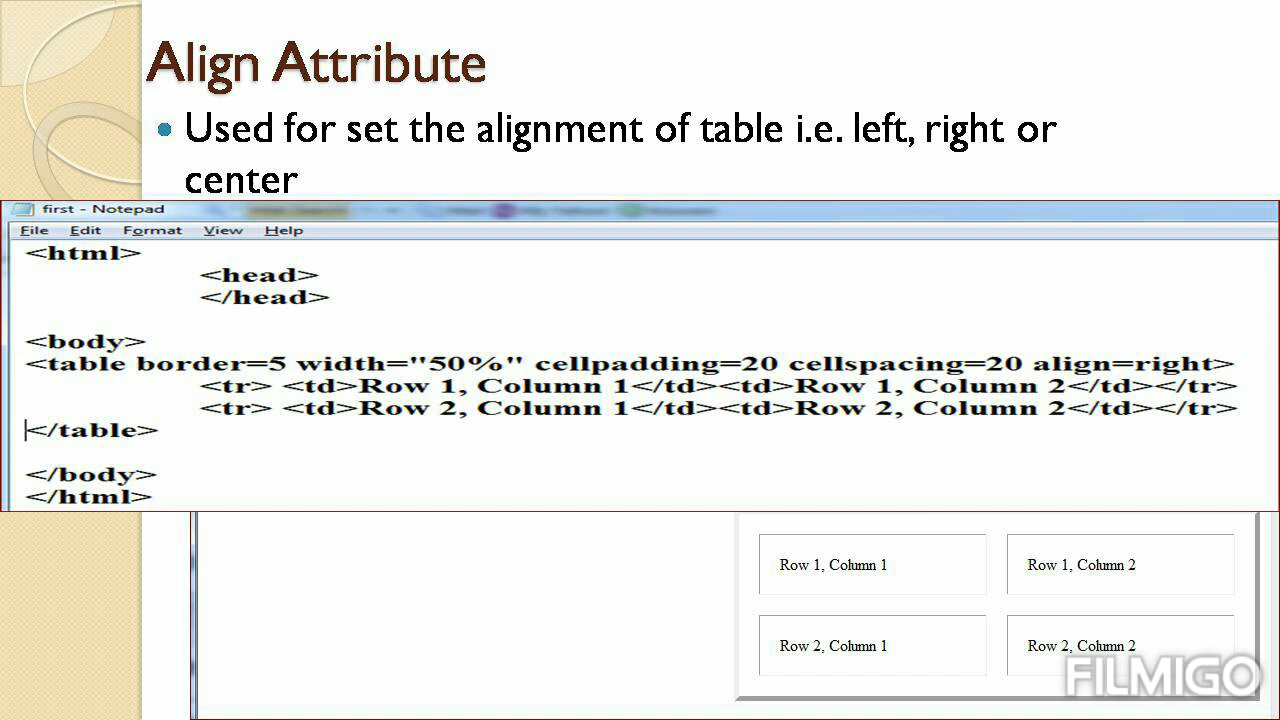 Align Attribute
Used for set the alignment of table i.e. left, right or
center
first - Notepad
File Edit Format View Help
<html>
<head>
</head>
<body>
<table border=5 width="50%" cellpadding=20 cellspacing=20 align=right>
<tr> <td>Row 1, Column 1</td><td>Row 1, Column 2</td></tr>
<tr> <td>Row 2, Column 1</td><td>Row 2, Column 2</td></tr>
</table>
</body>
</html>
Row 1, Column 1 Row 1, Column 2
Row 2, Column 1 Row 2, Column 2
FILMIGO